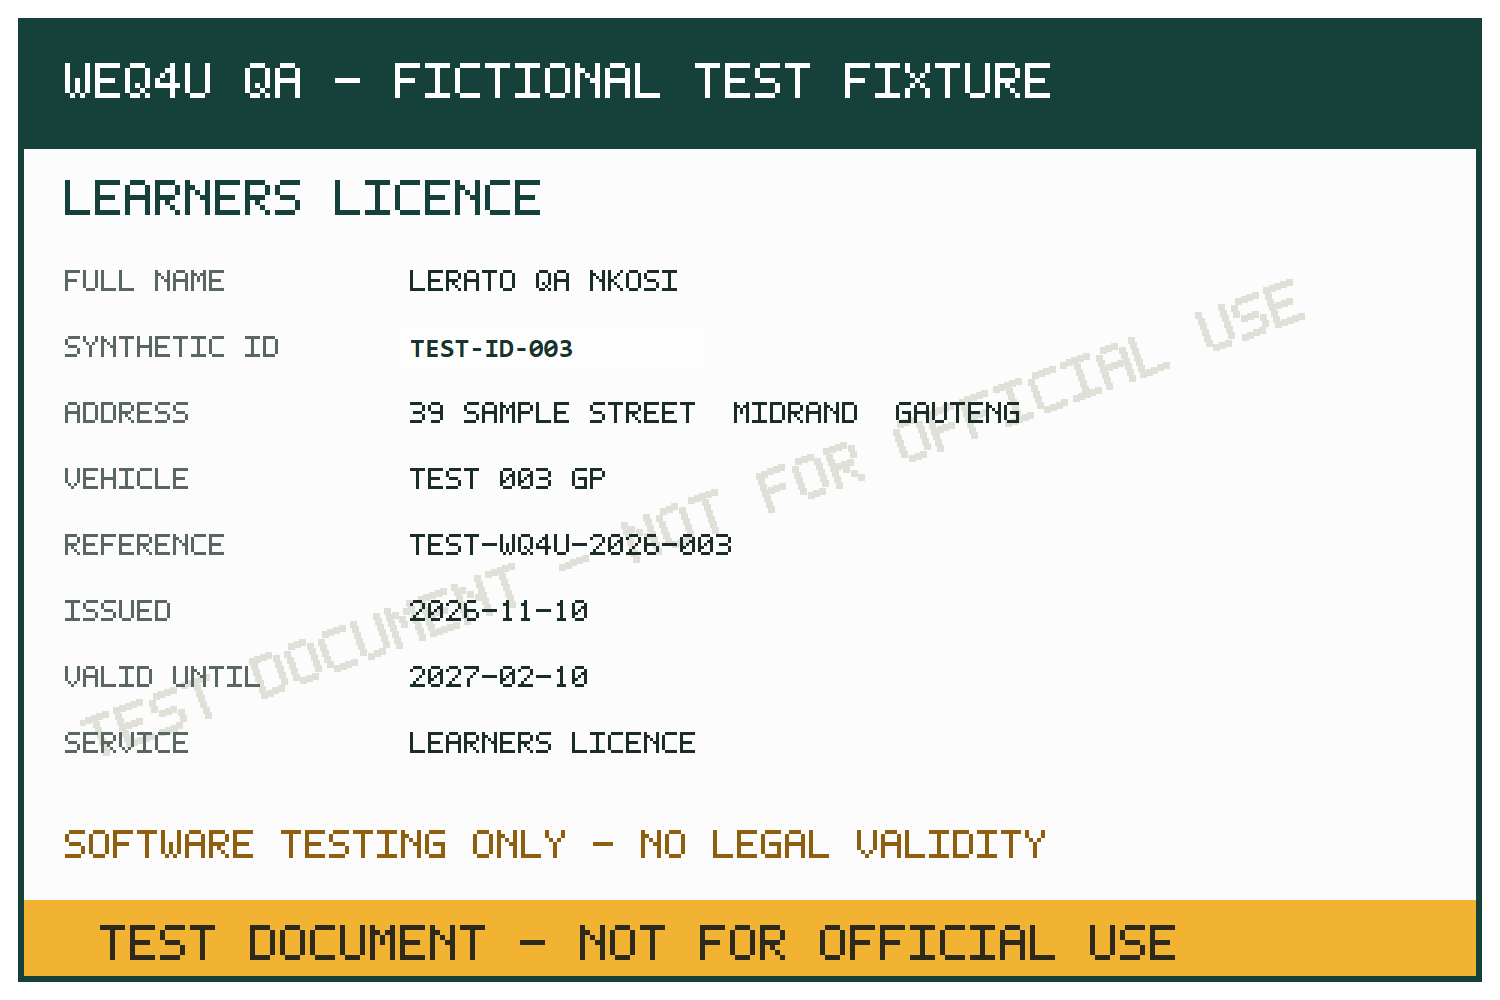 WEQ4U QA - FICTIONAL TEST FIXTURE
LEARNERS LICENCE
FULL NAME LERATO QA NKOSI
SYNTHETIC ID TEST-ID-003
ADDRESS 39 SAMPLE STREET MIDRAND GAUTENG
VEHICLE TEST 003 GP
REFERENCE TEST-WQ4U-2026-003
ISSUED 2026-11-10
VALID UNTIL 2027-02-10
SERVICE LEARNERS LICENCE
TEST DOCUMENT - NOT FOR OFFICIAL USE
SOFTWARE TESTING ONLY - NO LEGAL VALIDITY
TEST DOCUMENT - NOT FOR OFFICIAL USE